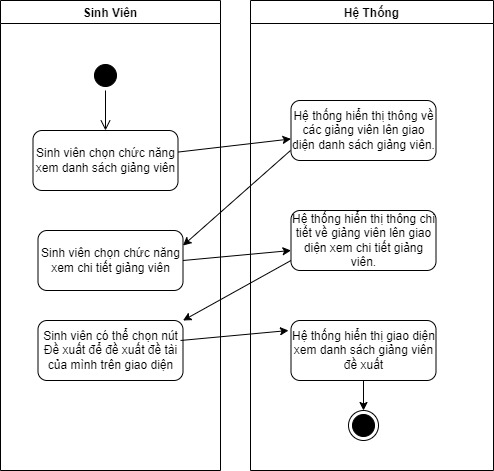 Sinh Viên
Hệ Thống
Sinh viên chọn chức năng
xem danh sách giảng viên
Hệ thống hiển thị thông về
các giảng viên lên giao
diện danh sách giảng viên.
Sinh viên chọn chức năng
xem chi tiết giảng viên
Hệ thống hiển thị thông chi
tiết về giảng viên lên giao
diện xem chi tiết giảng
viên.
Sinh viên có thể chọn nút
Đề xuất để đề xuất đề tài
của mình trên giao diện
Hệ thống hiển thị giao diện
xem danh sách giảng viên
đề xuất